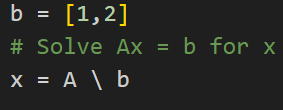 b = [1,2]
# Solve Ax = b for x
x = A \ b